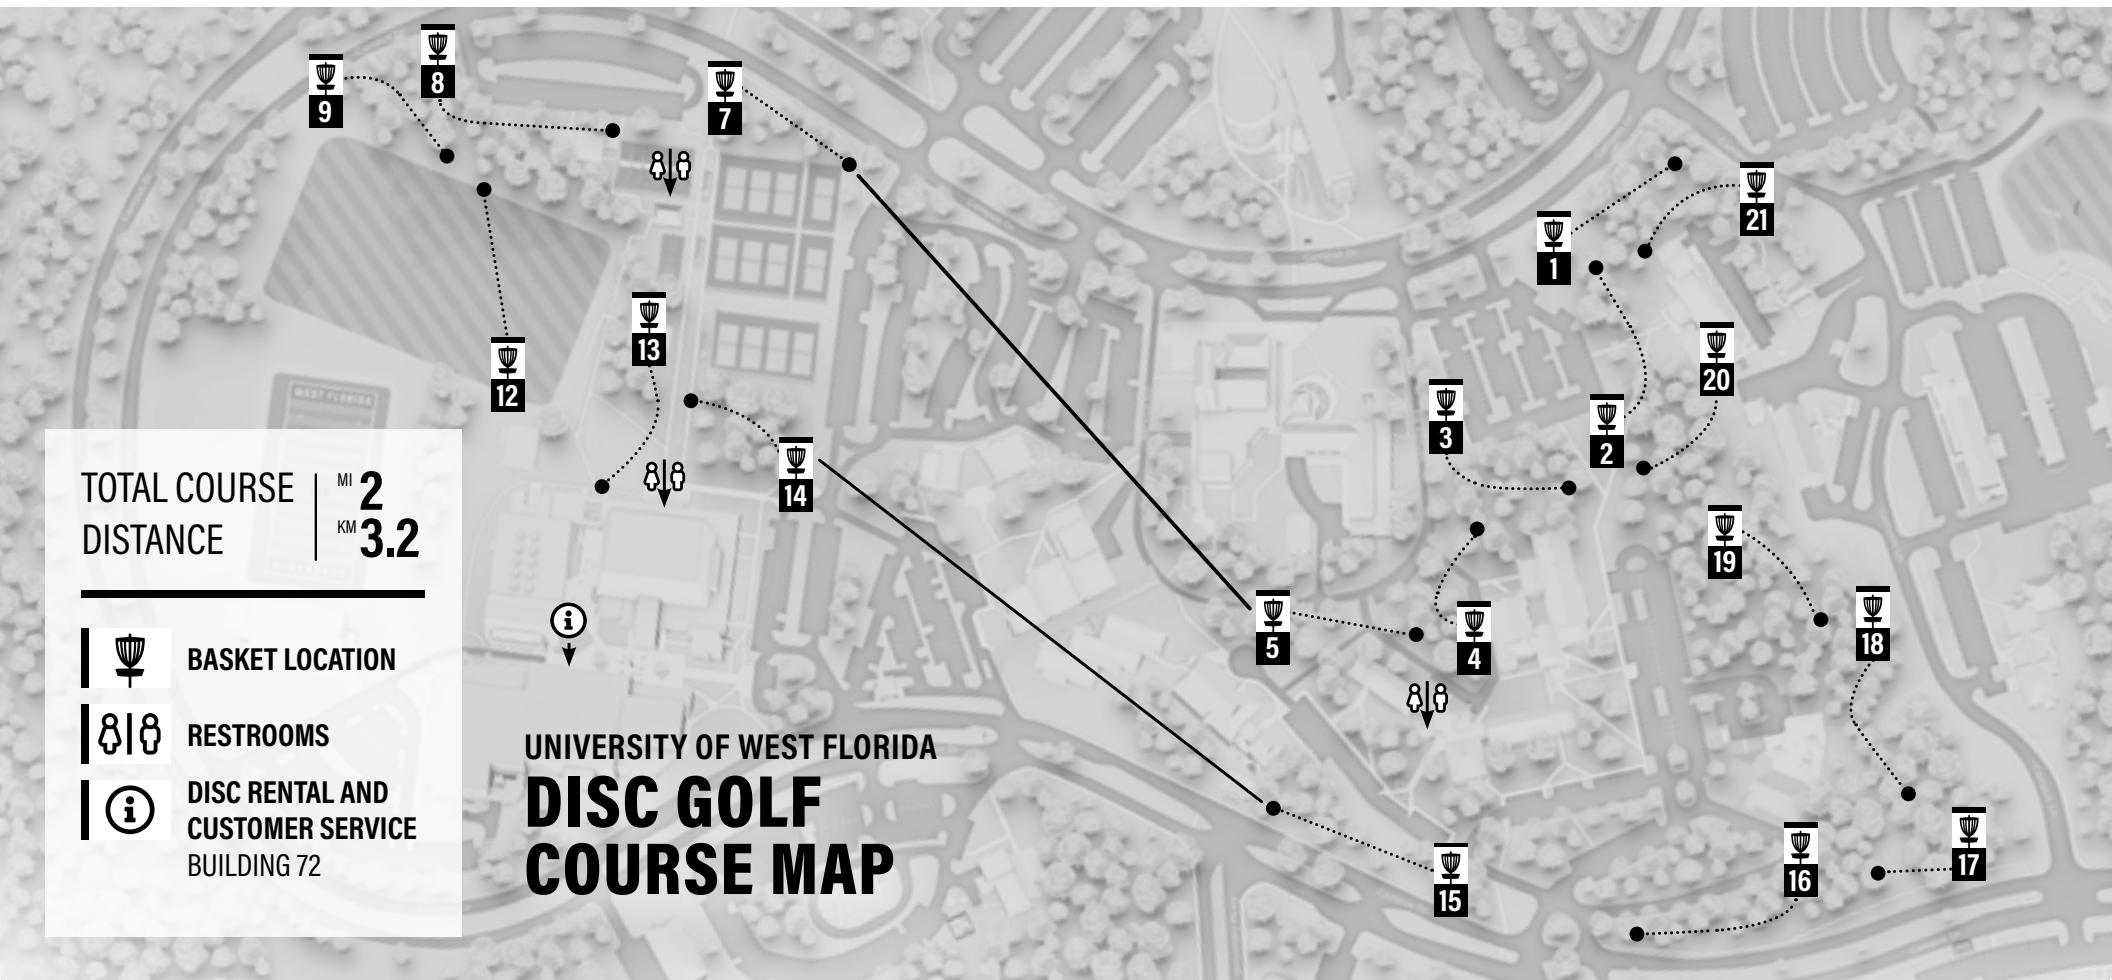 8
9
7
21
1
13
20
12
3
2
14
19
18
5
4
17
16
15
WEST FLORIDA
TOTAL COURSE
DISTANCE
MI 2
KM 3.2
BASKET LOCATION
RESTROOMS
DISC RENTAL AND
CUSTOMER SERVICE
BUILDING 72
UNIVERSITY OF WEST FLORIDA
DISC GOLF
COURSE MAP